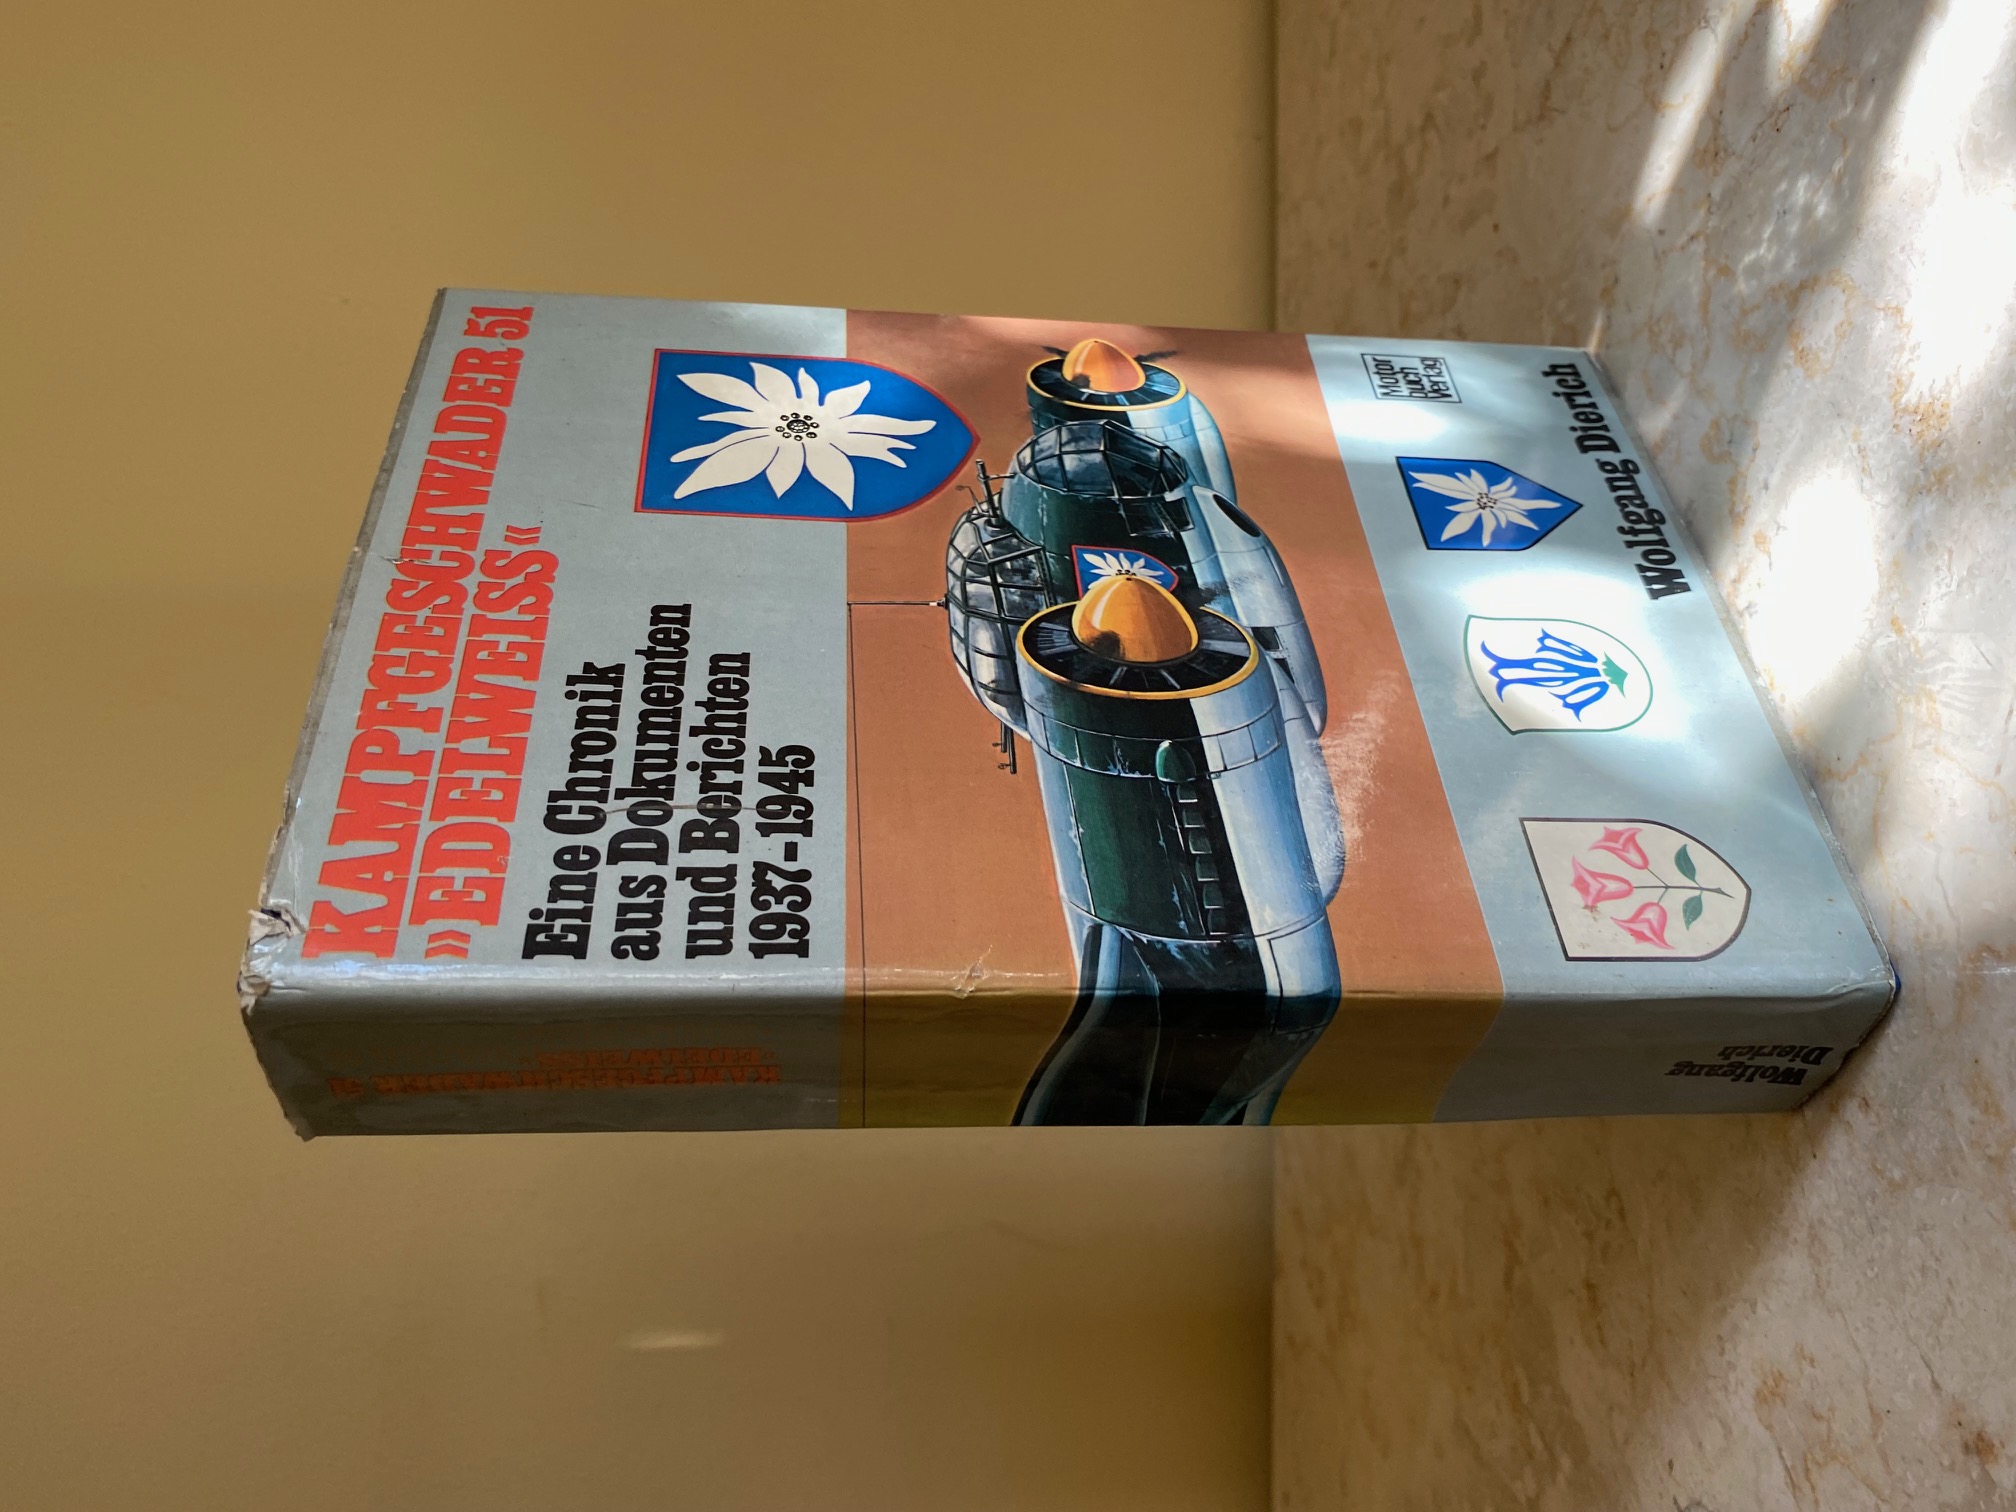 KAMPFGESCHWADER 51
»EDELWEISS«
Eine Chronik
aus Dokumenten
und Berichten
1937-1945
Motor
buch
Verlag
Wolfgang Dierich
KAMPFGESCHWADER 51
»EDELWEISS«
Wolfgang
Dierich